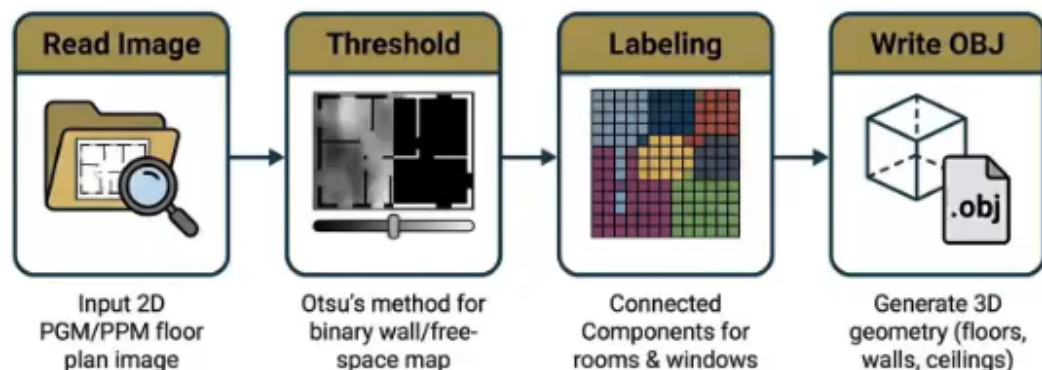 Read Image
Threshold
Labeling
Write OBJ
.obj
Input 2D
PGM/PPM floor
plan image
Otsu's method for
binary wall/free-
space map
Connected
Components for
rooms & windows
Generate 3D
geometry (floors,
walls, ceilings)